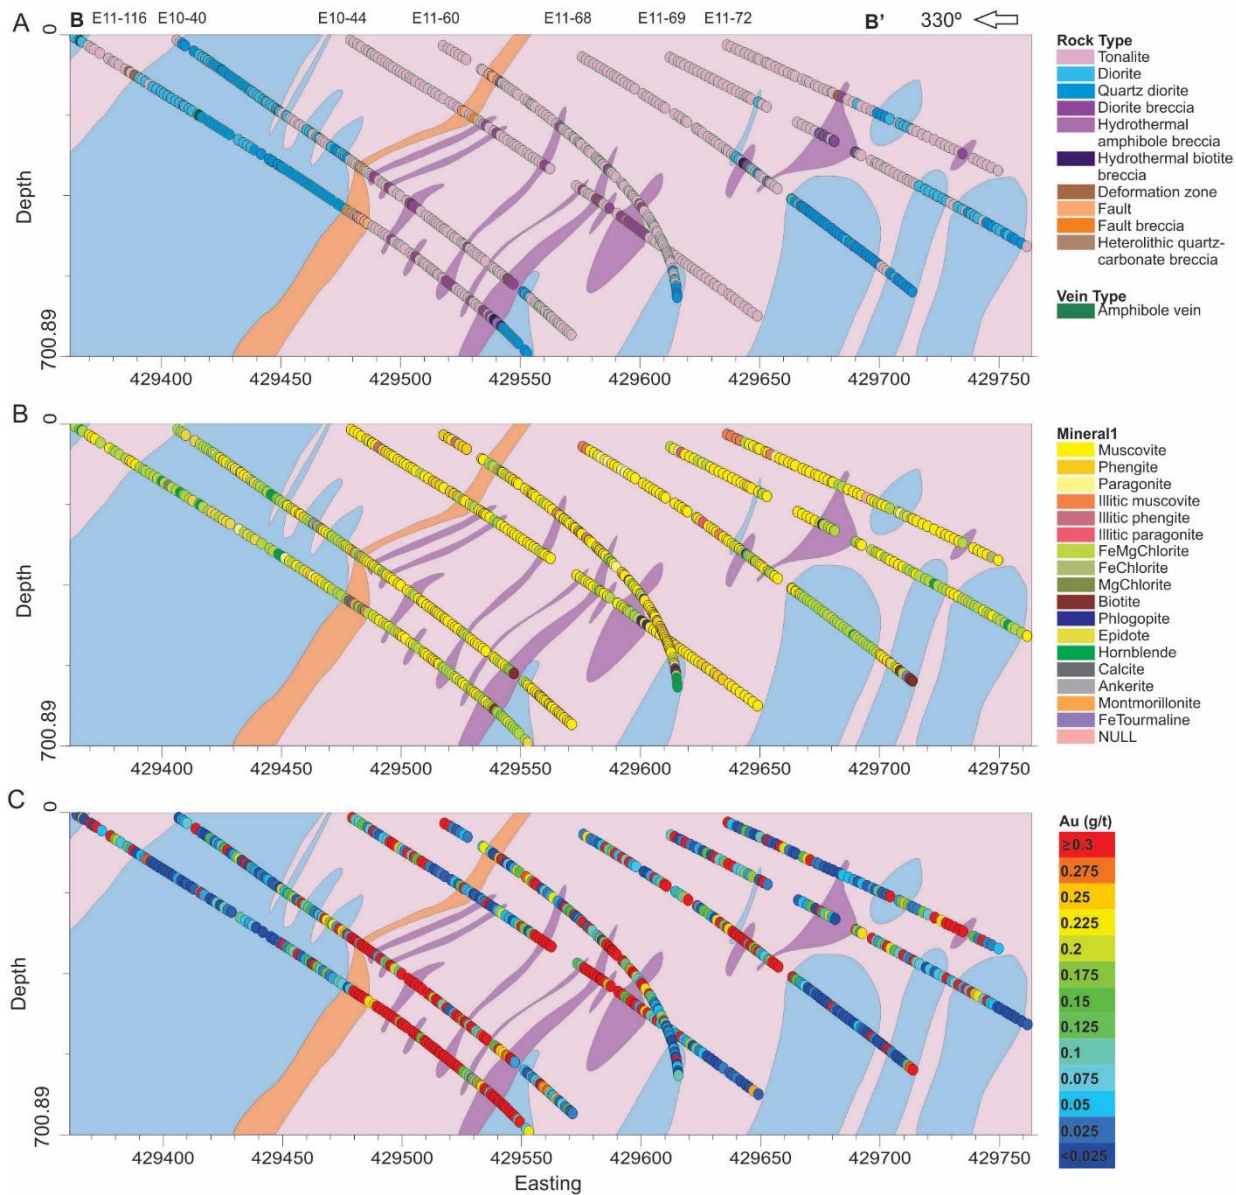 A
B
E11-116
E10-40
E10-44
E11-60
E11-68
E11-69
E11-72
B'
330º
0
Depth
700.89
429400
429450
429500
429550
429600
429650
429700
429750
Rock Type
Tonalite
Diorite
Quartz diorite
Diorite breccia
Hydrothermal
amphibole breccia
Hydrothermal biotite
breccia
Deformation zone
Fault
Fault breccia
Heterolithic quartz-
carbonate breccia
Vein Type
Amphibole vein
B
0
Depth
700.89
429400
429450
429500
429550
429600
429650
429700
429750
Mineral1
Muscovite
Phengite
Paragonite
Illitic muscovite
Illitic phengite
Illitic paragonite
FeMgChlorite
FeChlorite
MgChlorite
Biotite
Phlogopite
Epidote
Hornblende
Calcite
Ankerite
Montmorillonite
FeTourmaline
NULL
C
0
Depth
700.89
429400
429450
429500
429550
429600
429650
429700
429750
Easting
Au (g/t)
≥0.3
0.275
0.25
0.225
0.2
0.175
0.15
0.125
0.1
0.075
0.05
0.025
<0.025